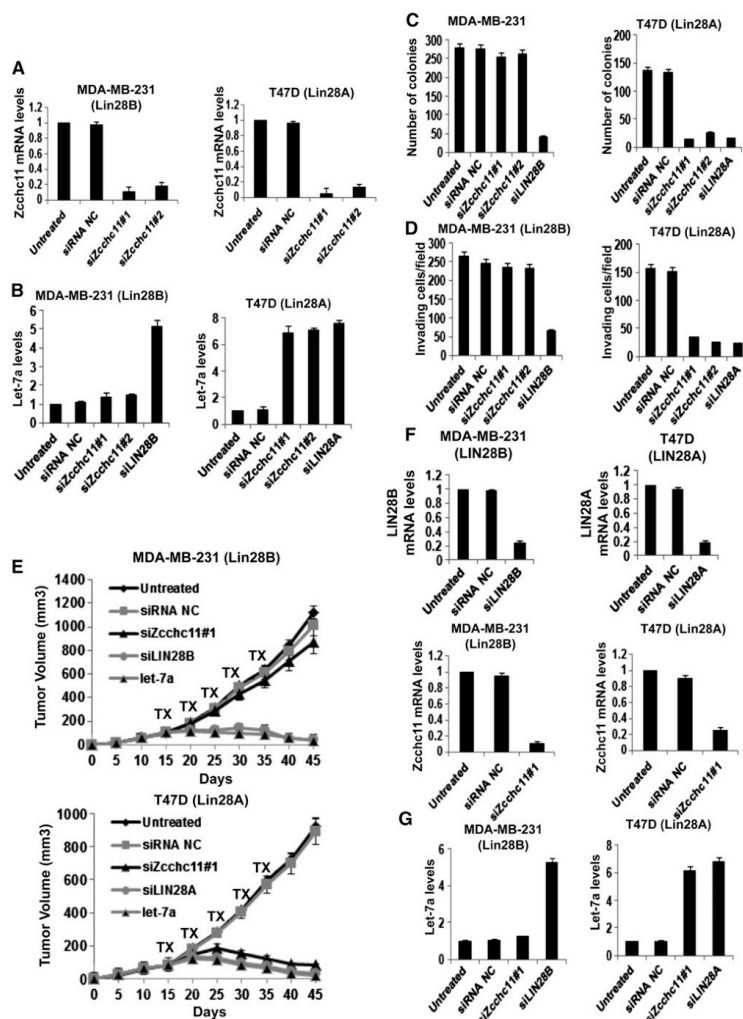 A
MDA-MB-231
(Lin28B)
Zcchc11 mRNA levels
1.2
1
0.8
0.6
0.4
0.2
0
Untreated
siRNA NC
siZcchc11#1
siZcchc11#2
T47D (Lin28A)
Zcchc11 mRNA levels
1.2
1
0.8
0.6
0.4
0.2
0
Untreated
siRNA NC
siZcchc11#1
siZcchc11#2
B
MDA-MB-231 (Lin28B)
Let-7a levels
6
5
4
3
2
1
0
Untreated
siRNA NC
siZcchc11#1
siZcchc11#2
siLIN28B
T47D (Lin28A)
Let-7a levels
8
6
4
2
0
Untreated
siRNA NC
siZcchc11#1
siZcchc11#2
siLIN28A
C
MDA-MB-231
Number of colonies
300
250
200
150
100
50
0
Untreated
siRNA NC
siZcchc11#1
siZcchc11#2
siLIN28B
T47D (Lin28A)
Number of colonies
200
150
100
50
0
Untreated
siRNA NC
siZcchc11#1
siZcchc11#2
siLIN28A
D
MDA-MB-231 (Lin28B)
Invading cells/field
300
250
200
150
100
50
0
Untreated
siRNA NC
siZcchc11#1
siZcchc11#2
siLIN28B
T47D (Lin28A)
Invading cells/field
200
150
100
50
0
Untreated
siRNA NC
siZcchc11#1
siZcchc11#2
siLIN28A
E
MDA-MB-231 (Lin28B)
Tumor Volume (mm3)
1400
1200
1000
800
600
400
200
0
Untreated
siRNA NC
siZcchc11#1
siLIN28B
let-7a
TX TX TX TX TX
0 5 10 15 20 25 30 35 40 45
Days
T47D (Lin28A)
Tumor Volume (mm3)
1000
800
600
400
200
0
Untreated
siRNA NC
siZcchc11#1
siLIN28A
let-7a
TX TX TX TX TX
0 5 10 15 20 25 30 35 40 45
Days
F
MDA-MB-231
(LIN28B)
LIN28B
mRNA levels
1.2
1
0.8
0.6
0.4
0.2
0
Untreated
siRNA NC
siLIN28B
T47D
(LIN28A)
LIN28A
mRNA levels
1.2
1
0.8
0.6
0.4
0.2
0
Untreated
siRNA NC
siLIN28A
MDA-MB-231
(Lin28B)
Zcchc11 mRNA levels
1.2
1
0.8
0.6
0.4
0.2
0
Untreated
siRNA NC
siZcchc11#1
T47D (Lin28A)
Zcchc11 mRNA levels
1.2
1
0.8
0.6
0.4
0.2
0
Untreated
siRNA NC
siZcchc11#1
G
MDA-MB-231
(Lin28B)
Let-7a levels
6
4
2
0
Untreated
siRNA NC
siZcchc11#1
siLIN28B
T47D (Lin28A)
Let-7a levels
8
6
4
2
0
Untreated
siRNA NC
siZcchc11#1
siLIN28A